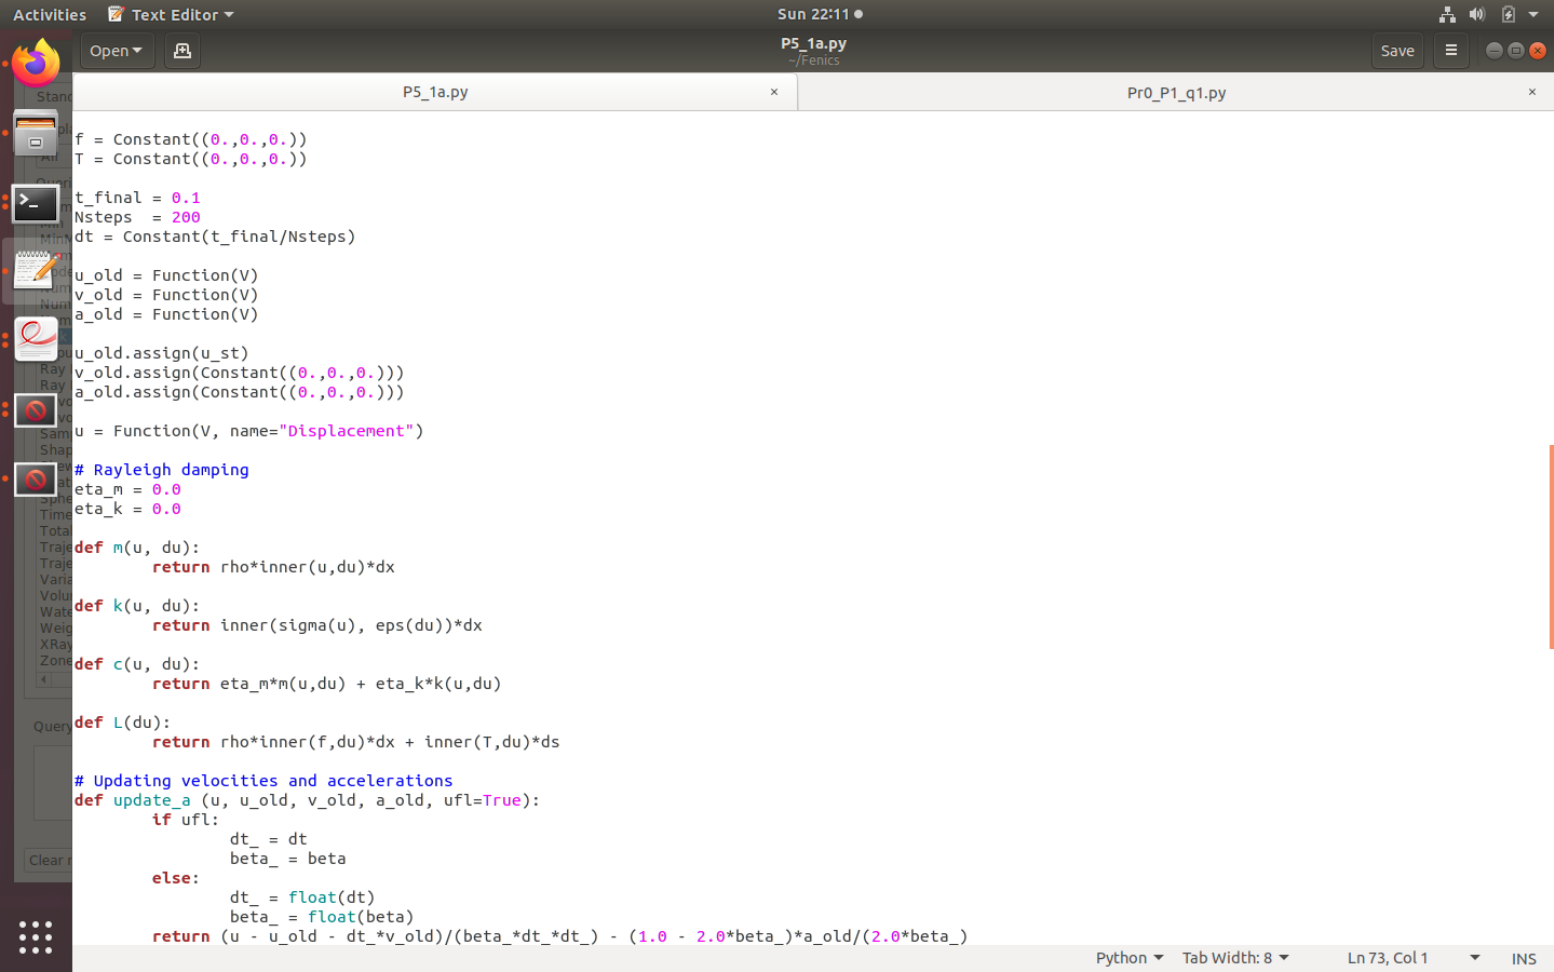 Activities Text Editor Sun 22:11
Open P5_1a.py Save
~/Fenics
P5_1a.py × Pr0_P1_q1.py ×
f = Constant((0.,0.,0.))
T = Constant((0.,0.,0.))
t_final = 0.1
Nsteps  = 200
dt = Constant(t_final/Nsteps)
u_old = Function(V)
v_old = Function(V)
a_old = Function(V)
u_old.assign(u_st)
v_old.assign(Constant((0.,0.,0.)))
a_old.assign(Constant((0.,0.,0.)))
u = Function(V, name="Displacement")
# Rayleigh damping
eta_m = 0.0
eta_k = 0.0
def m(u, du):
return rho*inner(u,du)*dx
def k(u, du):
return inner(sigma(u), eps(du))*dx
def c(u, du):
return eta_m*m(u,du) + eta_k*k(u,du)
def L(du):
return rho*inner(f,du)*dx + inner(T,du)*ds
# Updating velocities and accelerations
def update_a (u, u_old, v_old, a_old, ufl=True):
if ufl:
dt_ = dt
beta_ = beta
else:
dt_ = float(dt)
beta_ = float(beta)
return (u - u_old - dt_*v_old)/(beta_*dt_*dt_) - (1.0 - 2.0*beta_)*a_old/(2.0*beta_)
Python Tab Width: 8 Ln 73, Col 1 INS
Ray
Ray
Time
Query
Clear